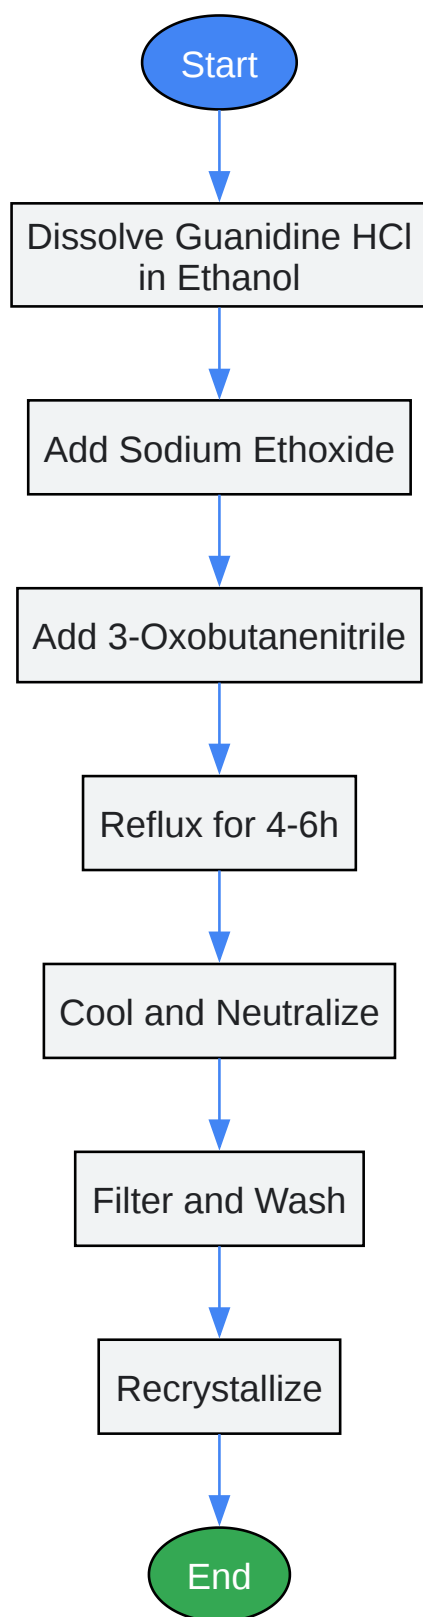 Start
Dissolve Guanidine HCl
in Ethanol
Add Sodium Ethoxide
Add 3-Oxobutanenitrile
Reflux for 4-6h
Cool and Neutralize
Filter and Wash
Recrystallize
End